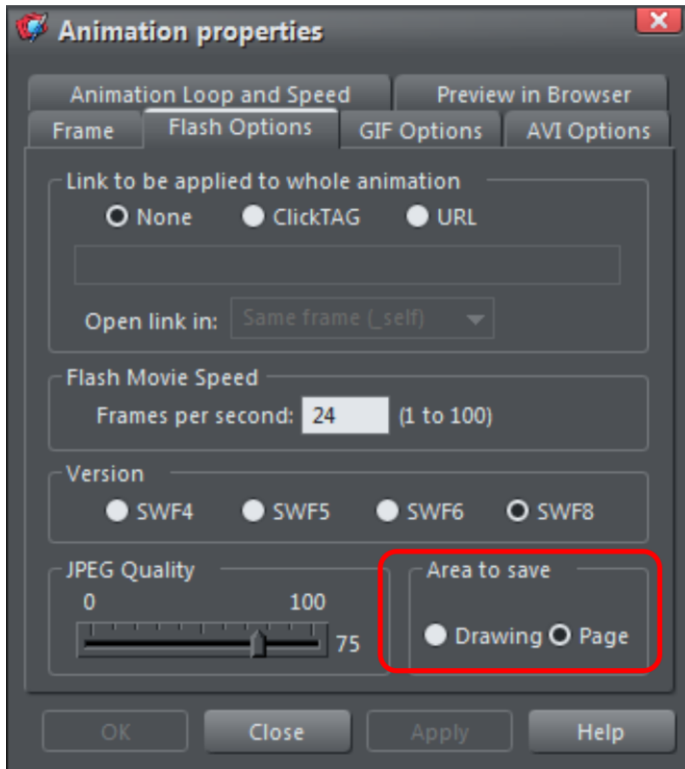 Animation properties
Animation Loop and Speed Preview in Browser
Frame Flash Options GIF Options AVI Options
Link to be applied to whole animation
None ClickTAG URL
Open link in: Same frame (_self)
Flash Movie Speed
Frames per second: 24 (1 to 100)
Version
SWF4 SWF5 SWF6 SWF8
JPEG Quality Area to save
0 100
75 Drawing Page
OK Close Apply Help